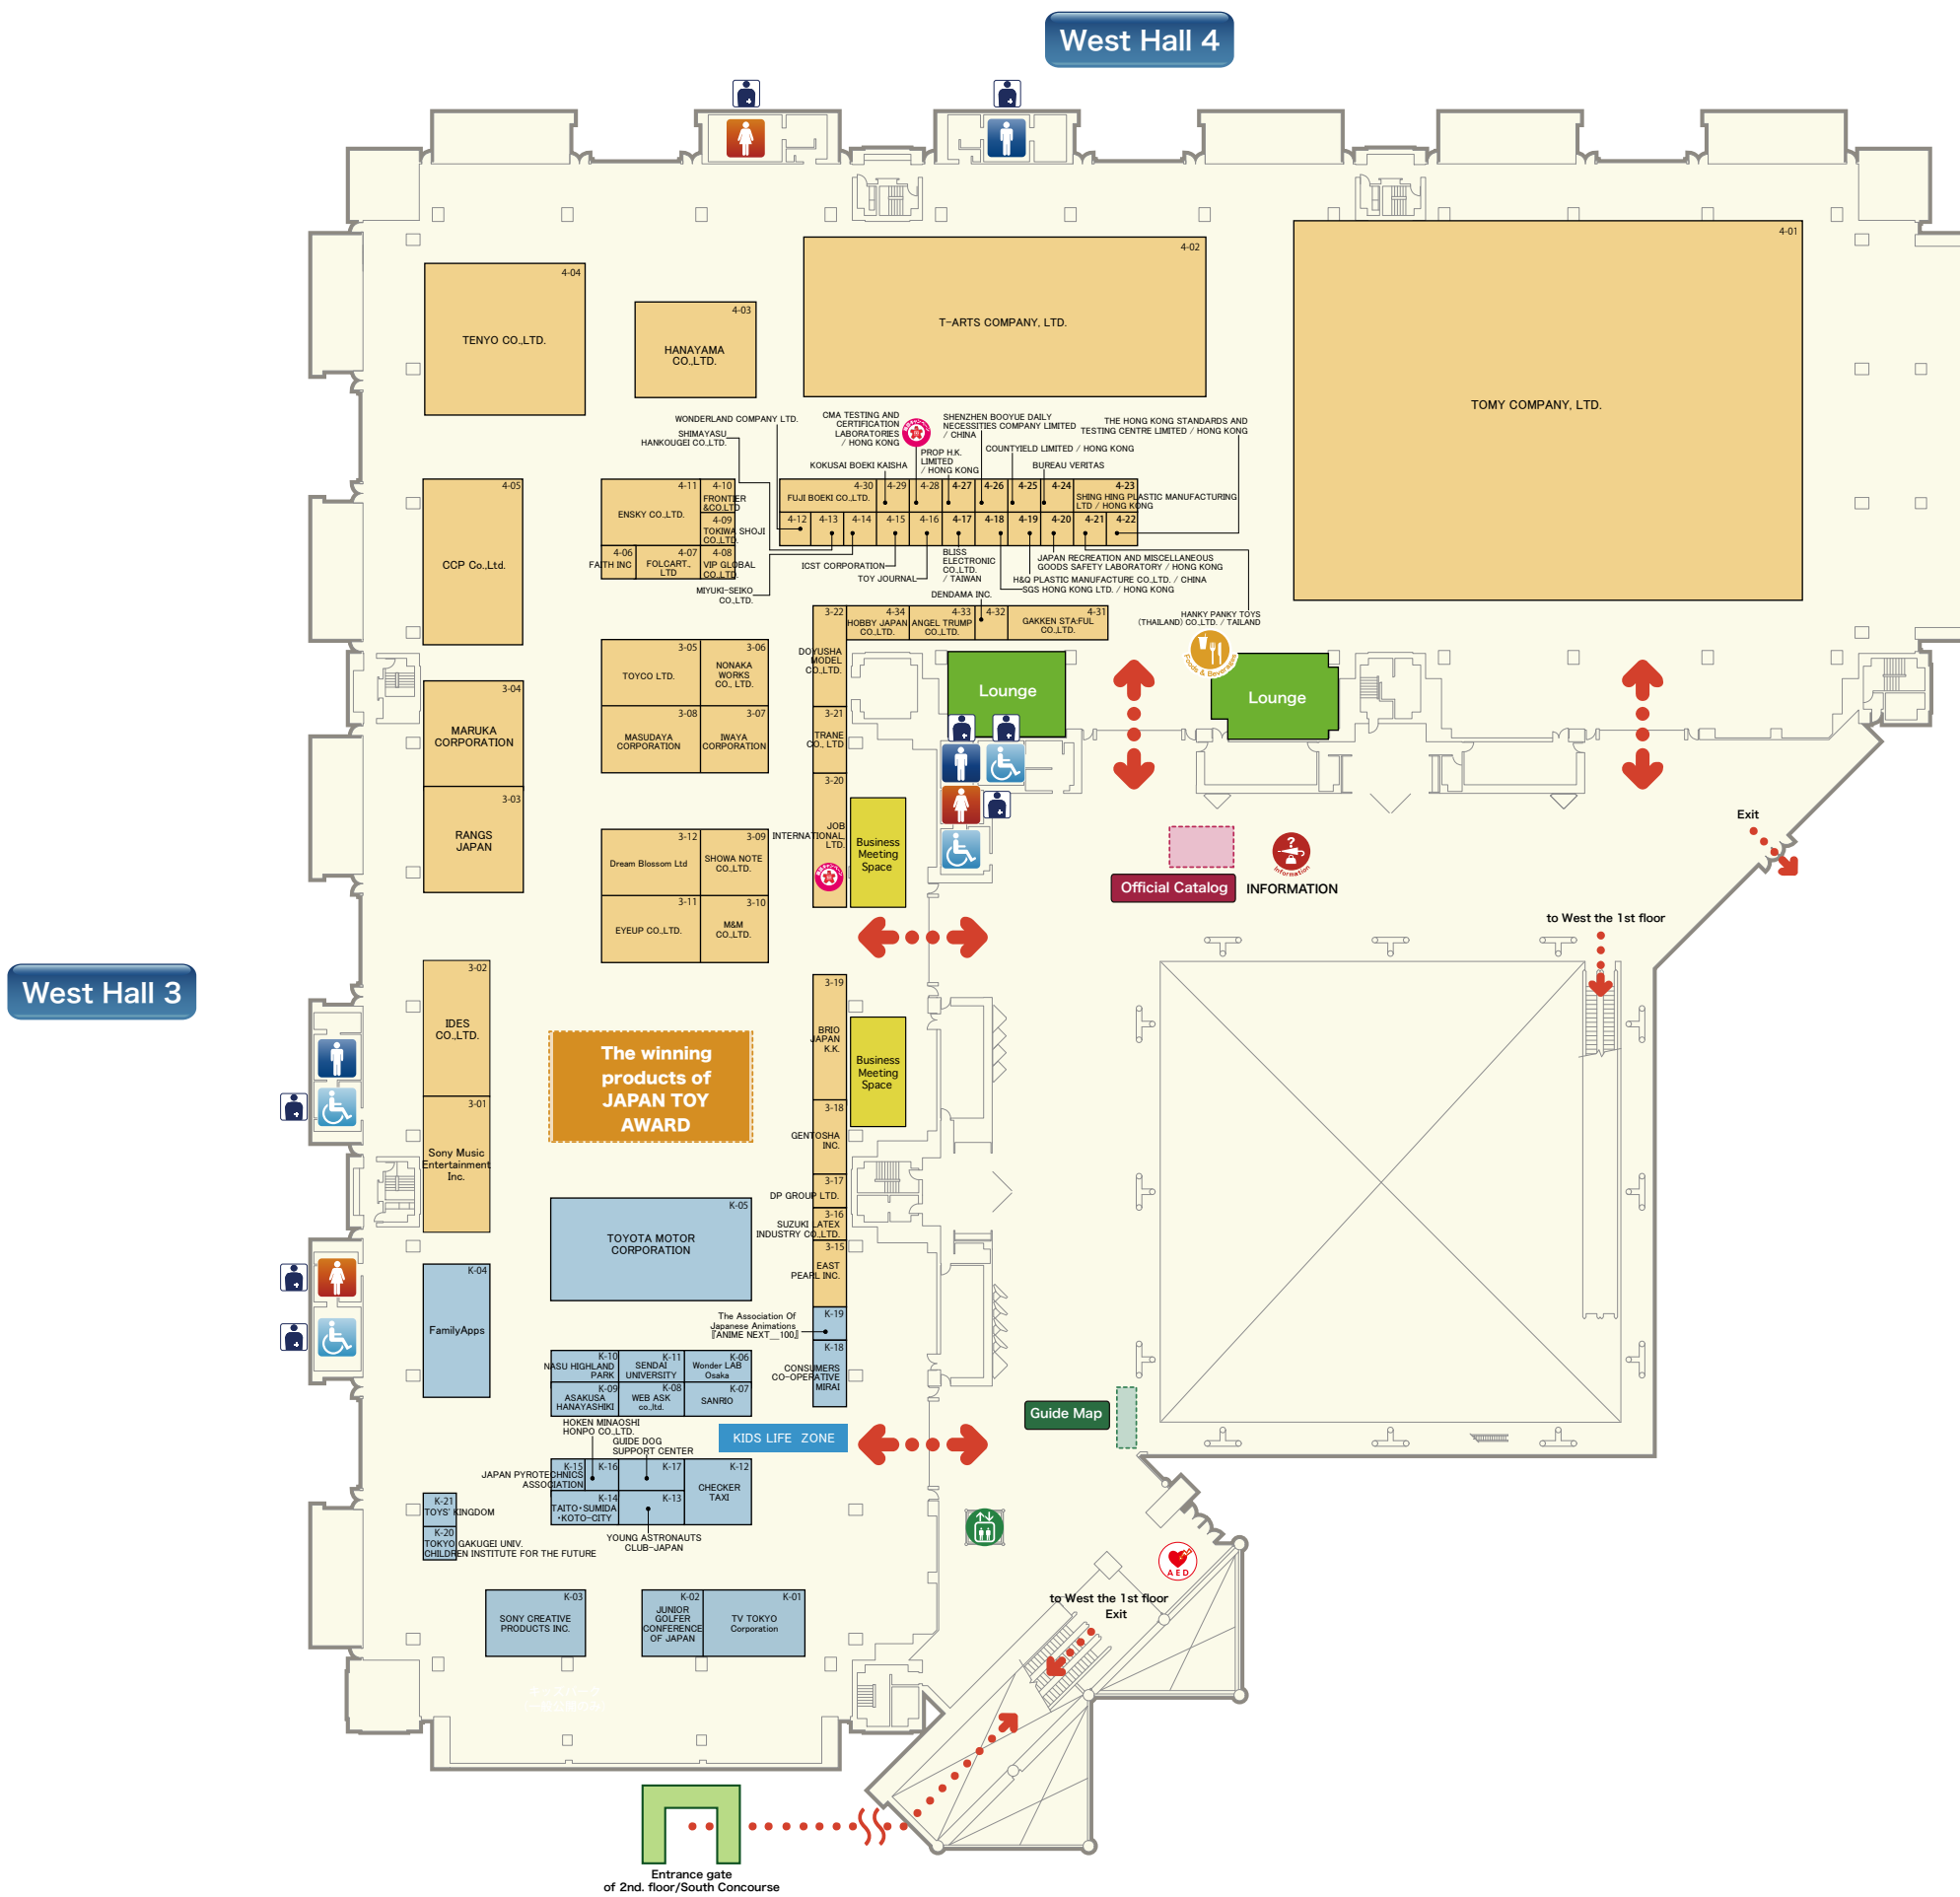 West Hall 4
4-01
TOMY COMPANY, LTD.
4-02
T-ARTS COMPANY, LTD.
4-04
TENYO CO.,LTD.
4-03
HANAYAMA
CO.,LTD.
WONDERLAND COMPANY LTD.
SHIMAYASU
HANKOUGEI CO.,LTD.
CMA TESTING AND
CERTIFICATION
LABORATORIES
/ HONG KONG
SHENZHEN BOOYUE DAILY
NECESSITIES COMPANY LIMITED
/ CHINA
THE HONG KONG STANDARDS AND
TESTING CENTRE LIMITED / HONG KONG
KOKUSAI BOEKI KAISHA
PROP H.K.
LIMITED
/ HONG KONG
COUNTYIELD LIMITED / HONG KONG
BUREAU VERITAS
4-05
CCP Co.,Ltd.
4-11
ENSKY CO.,LTD.
4-10
FRONTIER
&CO.LTD
4-09
TOKIWA SHOJI
CO.,LTD.
4-06
FAITH INC
4-07
FOLCART.,
LTD
4-08
VIP GLOBAL
CO.,LTD.
4-30
FUJI BOEKI CO.,LTD.
4-29
4-28
4-27
4-26
4-25
4-24
4-23
SHING HING PLASTIC MANUFACTURING
LTD / HONG KONG
4-12
4-13
4-14
4-15
4-16
4-17
4-18
4-19
4-20
4-21
4-22
MIYUKI-SEIKO
CO.,LTD.
ICST CORPORATION
TOY JOURNAL
BLISS
ELECTRONIC
CO.,LTD.
/ TAIWAN
JAPAN RECREATION AND MISCELLANEOUS
GOODS SAFETY LABORATORY / HONG KONG
H&Q PLASTIC MANUFACTURE CO.,LTD. / CHINA
SGS HONG KONG LTD. / HONG KONG
DENDAMA INC.
HANKY PANKY TOYS
(THAILAND) CO.,LTD. / TAILAND
3-22
DOYUSHA
MODEL
CO.,LTD.
4-34
HOBBY JAPAN
CO.,LTD.
4-33
ANGEL TRUMP
CO.,LTD.
4-32
4-31
GAKKEN STA:FUL
CO.,LTD.
Foods & Beverages
Lounge
Lounge
3-05
TOYCO LTD.
3-06
NONAKA
WORKS
CO., LTD.
3-08
MASUDAYA
CORPORATION
3-07
IWAYA
CORPORATION
3-04
MARUKA
CORPORATION
3-03
RANGS
JAPAN
3-21
TRANE
CO., LTD
3-20
JOB
INTERNATIONAL,
LTD.
Business
Meeting
Space
3-12
Dream Blossom Ltd
3-09
SHOWA NOTE
CO.,LTD.
3-11
EYEUP CO.,LTD.
3-10
M&M
CO.,LTD.
Exit
?
Information
Official Catalog
INFORMATION
to West the 1st floor
West Hall 3
3-02
IDES
CO.,LTD.
3-01
Sony Music
Entertainment
Inc.
The winning
products of
JAPAN TOY
AWARD
3-19
BRIO
JAPAN
K.K.
Business
Meeting
Space
3-18
GENTOSHA
INC.
3-17
DP GROUP LTD.
3-16
SUZUKI LATEX
INDUSTRY CO.,LTD.
3-15
EAST
PEARL INC.
K-05
TOYOTA MOTOR
CORPORATION
K-04
FamilyApps
K-19
The Association Of
Japanese Animations
『ANIME NEXT__100』
K-18
CONSUMERS
CO-OPERATIVE
MIRAI
K-10
NASU HIGHLAND
PARK
K-11
SENDAI
UNIVERSITY
K-06
Wonder LAB
Osaka
K-09
ASAKUSA
HANAYASHIKI
K-08
WEB ASK
co.,ltd.
K-07
SANRIO
Guide Map
KIDS LIFE ZONE
HOKEN MINAOSHI
HONPO CO.,LTD.
GUIDE DOG
SUPPORT CENTER
K-15
JAPAN PYROTECHNICS
ASSOCIATION
K-16
K-17
K-12
CHECKER
TAXI
K-14
TAITO・SUMIDA
・KOTO-CITY
K-13
YOUNG ASTRONAUTS
CLUB-JAPAN
K-21
TOYS' KINGDOM
K-20
TOKYO GAKUGEI UNIV.
CHILDREN INSTITUTE FOR THE FUTURE
K-03
SONY CREATIVE
PRODUCTS INC.
K-02
JUNIOR
GOLFER
CONFERENCE
OF JAPAN
K-01
TV TOKYO
Corporation
AED
to West the 1st floor
Exit
Entrance gate
of 2nd. floor/South Concourse